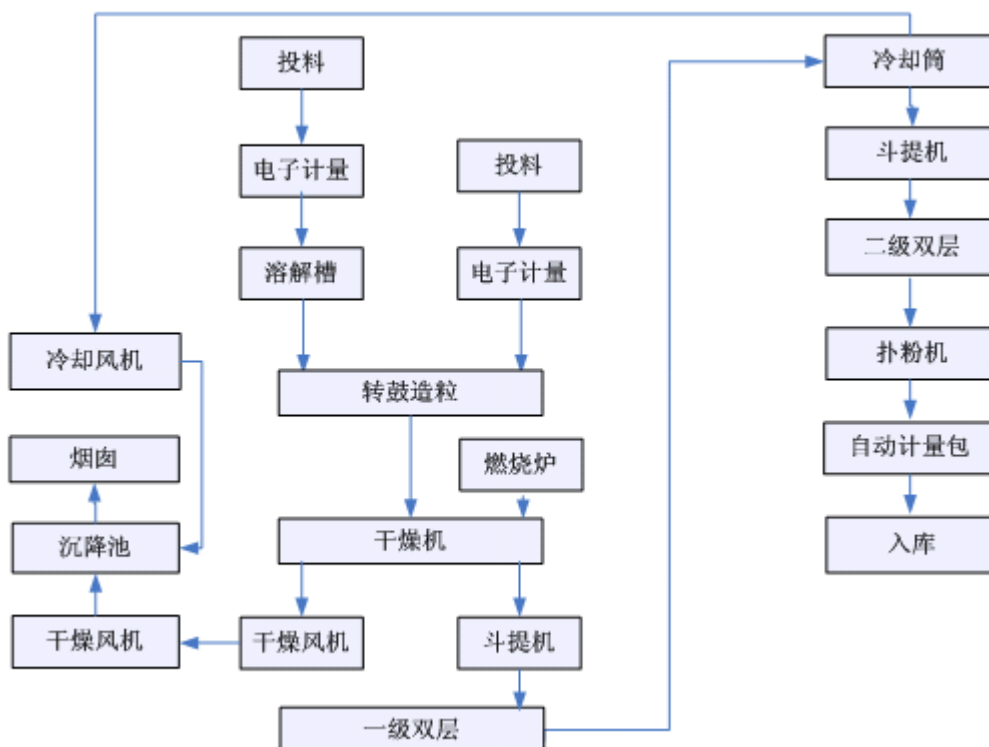 投料
冷却筒
电子计量
投料
斗提机
溶解槽
电子计量
二级双层
冷却风机
转鼓造粒
扑粉机
烟囱
燃烧炉
自动计量包
沉降池
干燥机
入库
干燥风机
干燥风机
斗提机
一级双层